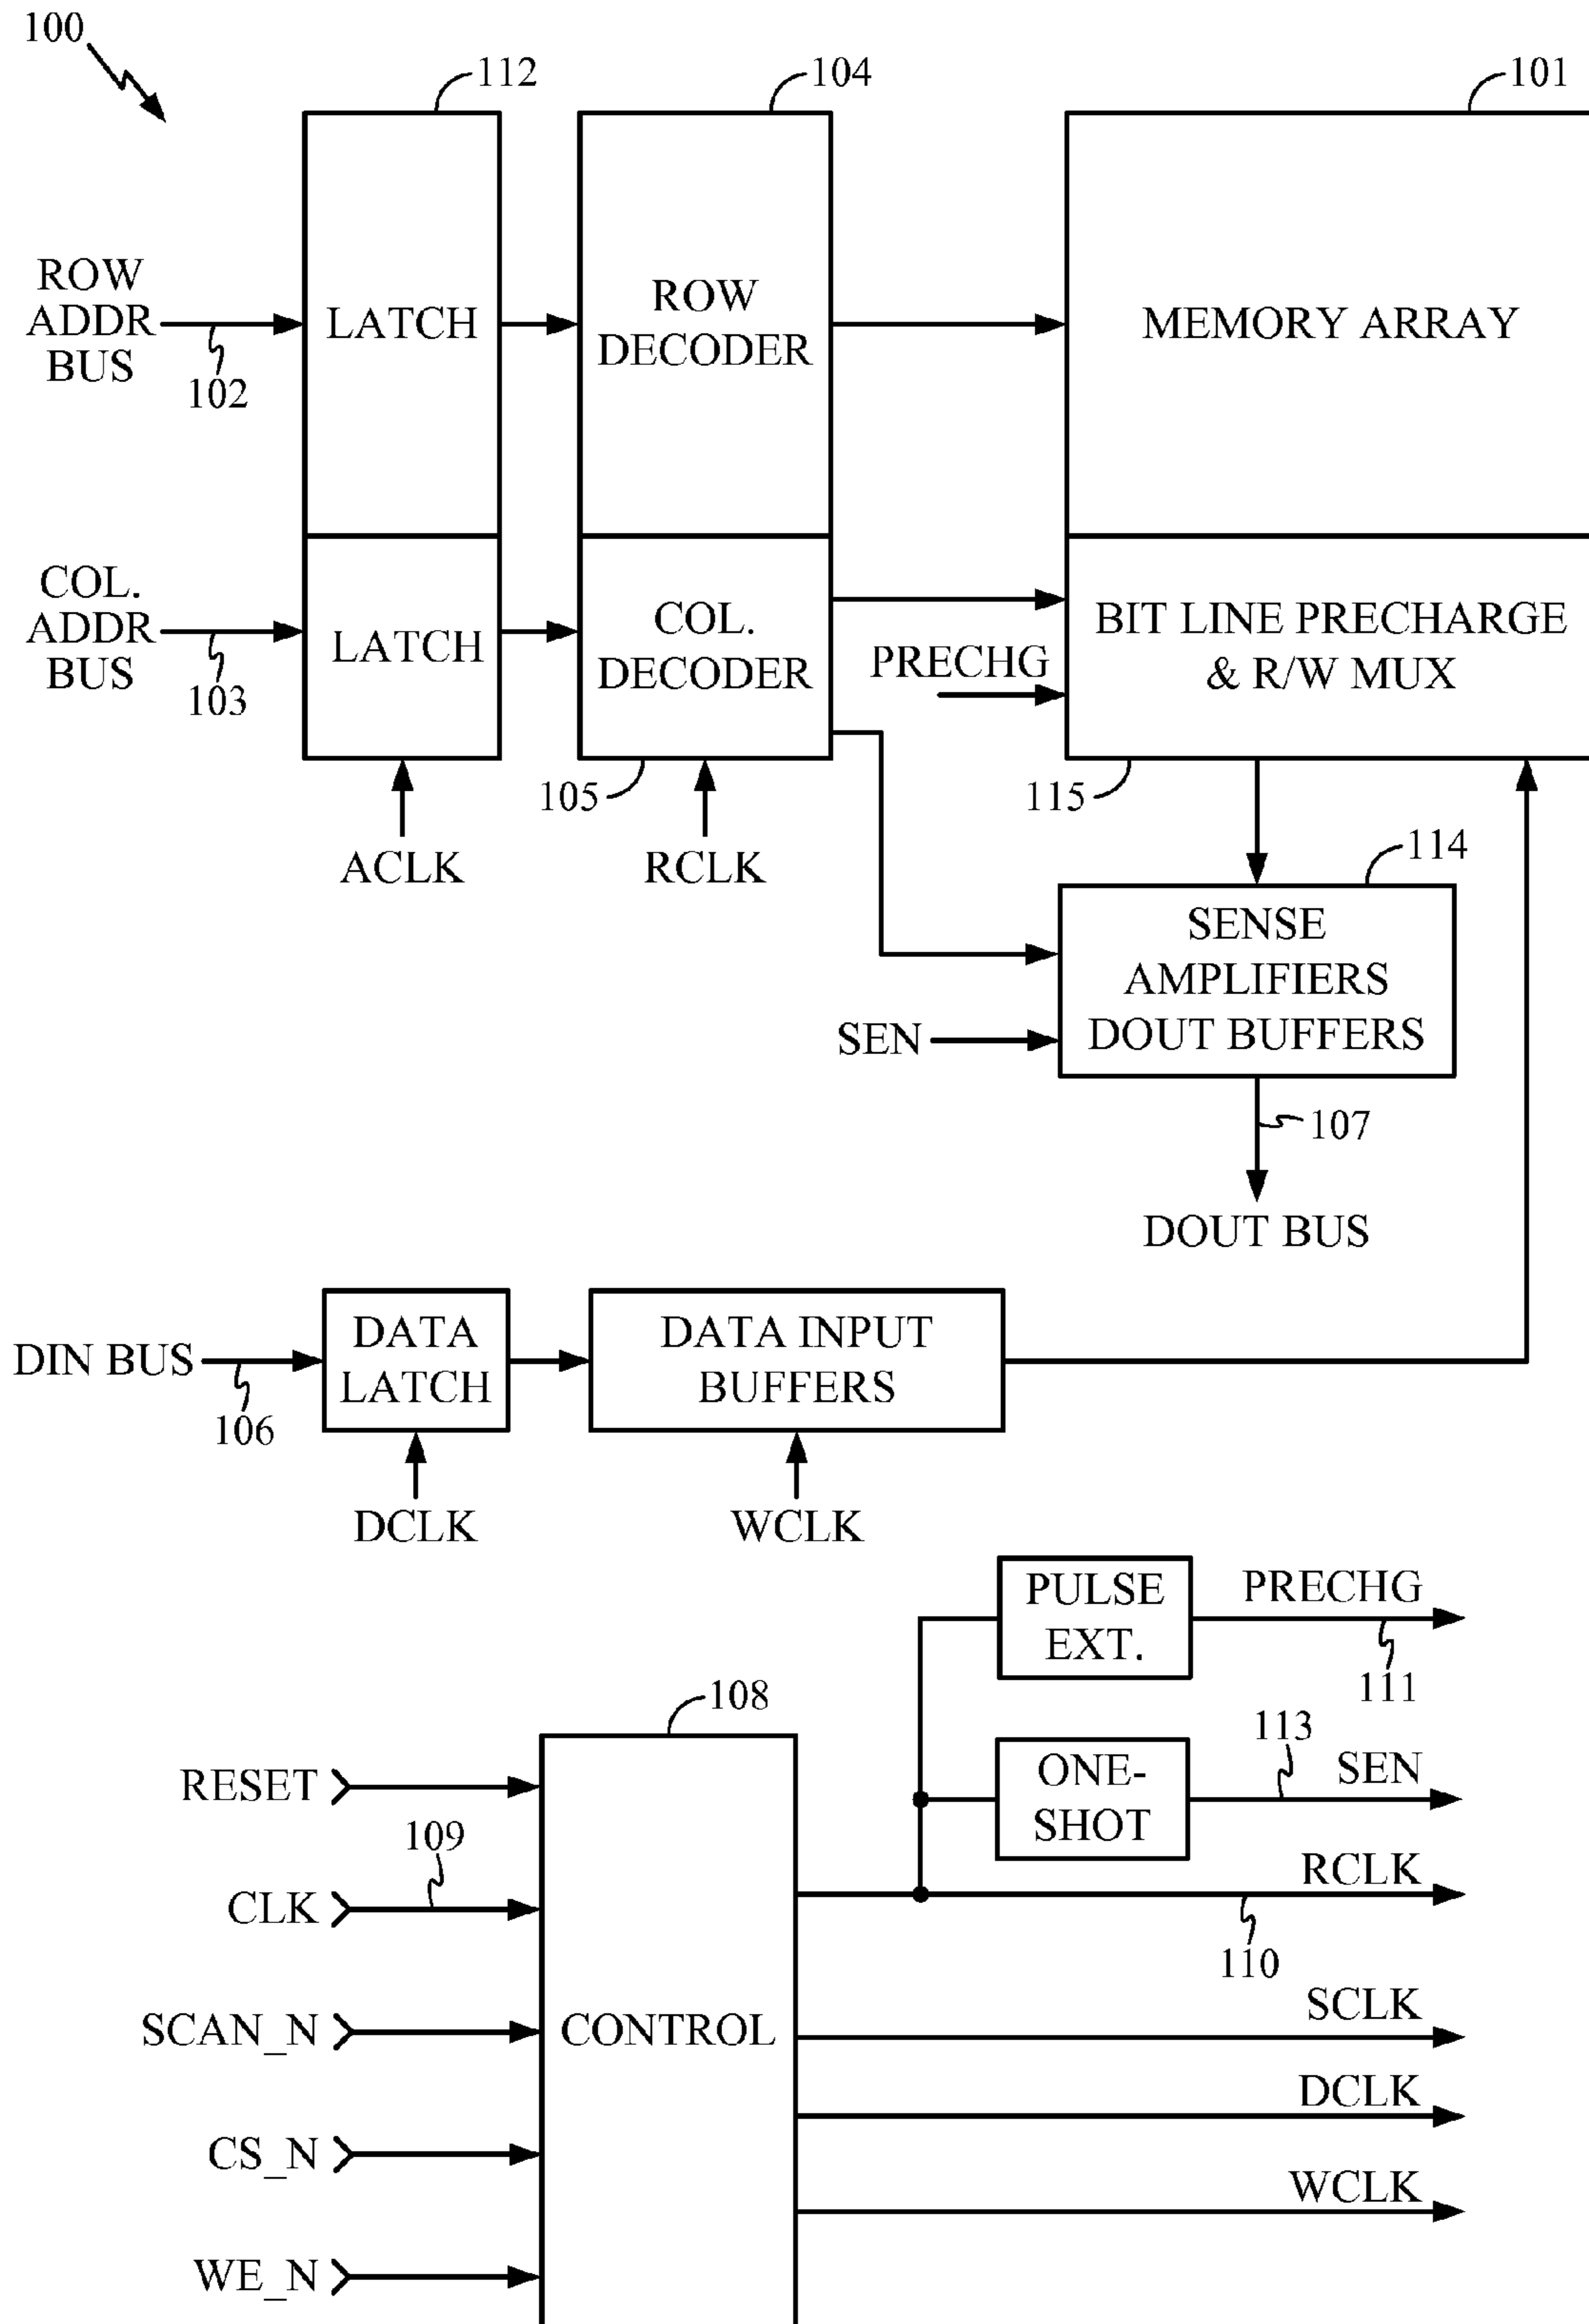 100
112
104
101
ROW
ADDR
BUS
102
LATCH
ROW
DECODER
MEMORY ARRAY
COL.
ADDR
BUS
103
LATCH
COL.
DECODER
PRECHG
BIT LINE PRECHARGE
& R/W MUX
105
115
ACLK
RCLK
114
SENSE
AMPLIFIERS
DOUT BUFFERS
SEN
107
DOUT BUS
DIN BUS
106
DATA
LATCH
DATA INPUT
BUFFERS
DCLK
WCLK
PULSE
EXT.
PRECHG
111
108
ONE-
SHOT
113
SEN
RESET
109
CLK
RCLK
110
SCAN_N
CONTROL
SCLK
DCLK
CS_N
WCLK
WE_N